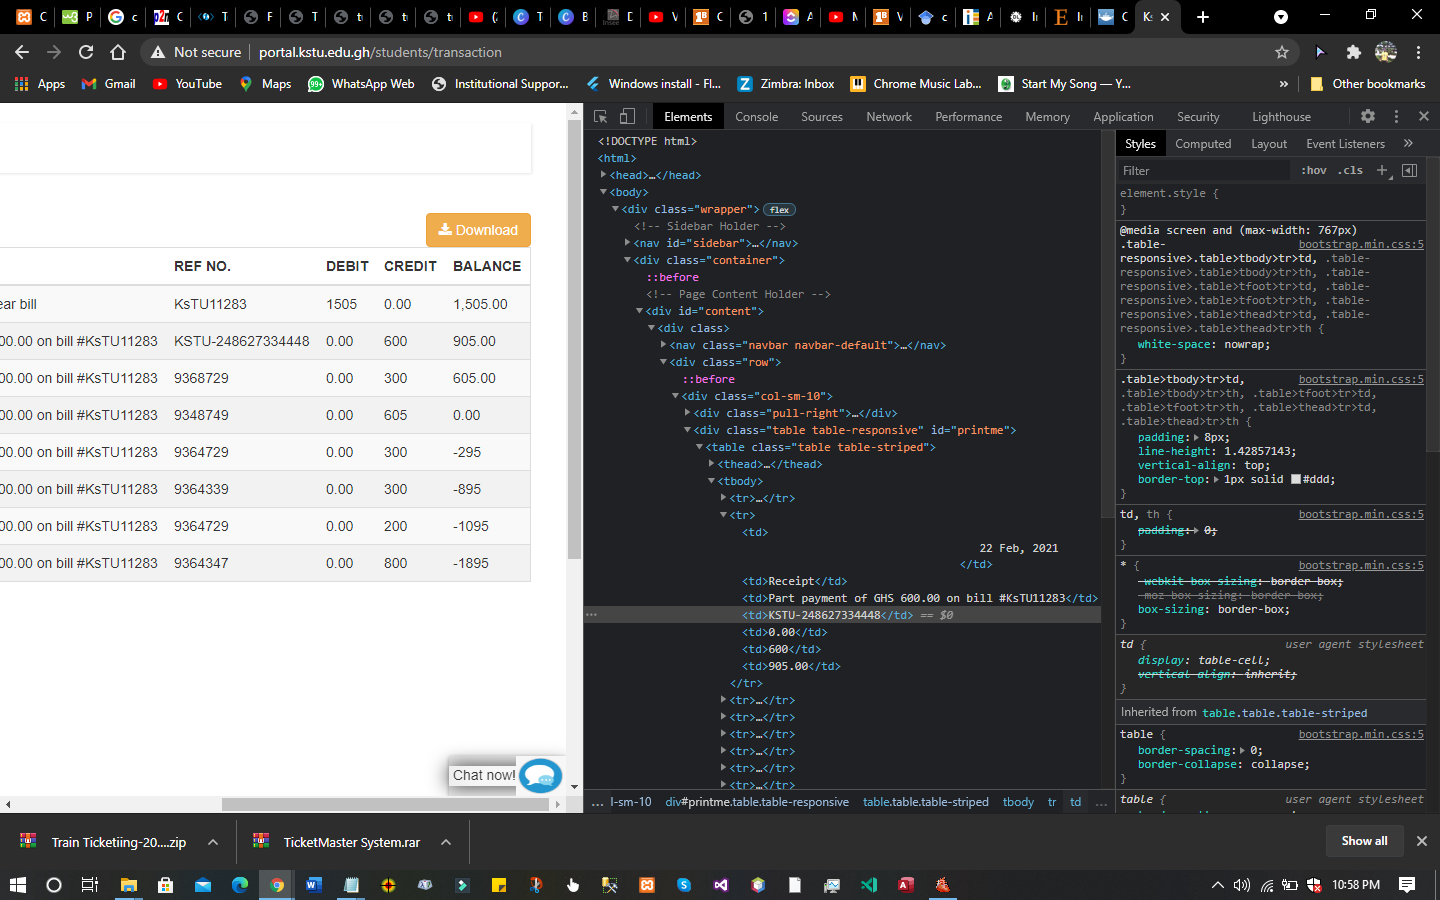 Not secure
portal.kstu.edu.gh/students/transaction
Apps
Gmail
YouTube
Maps
WhatsApp Web
Institutional Suppor...
Windows install - Fl...
Zimbra: Inbox
Chrome Music Lab...
Start My Song — Y...
»
Other bookmarks
Download
REF NO. DEBIT CREDIT BALANCE
ear bill KsTU11283 1505 0.00 1,505.00
00.00 on bill #KsTU11283 KSTU-248627334448 0.00 600 905.00
00.00 on bill #KsTU11283 9368729 0.00 300 605.00
00.00 on bill #KsTU11283 9348749 0.00 605 0.00
00.00 on bill #KsTU11283 9364729 0.00 300 -295
00.00 on bill #KsTU11283 9364339 0.00 300 -895
00.00 on bill #KsTU11283 9364729 0.00 200 -1095
00.00 on bill #KsTU11283 9364347 0.00 800 -1895
Chat now!
Elements Console Sources Network Performance Memory Application Security Lighthouse
<!DOCTYPE html>
<html>
<head>…</head>
<body>
<div class="wrapper"> flex
<!-- Sidebar Holder -->
<nav id="sidebar">…</nav>
<div class="container">
::before
<!-- Page Content Holder -->
<div id="content">
<div class>
<nav class="navbar navbar-default">…</nav>
<div class="row">
::before
<div class="col-sm-10">
<div class="pull-right">…</div>
<div class="table table-responsive" id="printme">
<table class="table table-striped">
<thead>…</thead>
<tbody>
<tr>…</tr>
<tr>
<td>
22 Feb, 2021
</td>
<td>Receipt</td>
<td>Part payment of GHS 600.00 on bill #KsTU11283</td>
<td>KSTU-248627334448</td> == $0
<td>0.00</td>
<td>600</td>
<td>905.00</td>
</tr>
<tr>…</tr>
<tr>…</tr>
<tr>…</tr>
<tr>…</tr>
<tr>…</tr>
<tr>…</tr>
… l-sm-10 div#printme.table.table-responsive table.table.table-striped tbody tr td …
Styles Computed Layout Event Listeners »
Filter :hov .cls +
element.style {
}
@media screen and (max-width: 767px)
.table- bootstrap.min.css:5
responsive>.table>tbody>tr>td, .table-
responsive>.table>tbody>tr>th, .table-
responsive>.table>tfoot>tr>td, .table-
responsive>.table>tfoot>tr>th, .table-
responsive>.table>thead>tr>td, .table-
responsive>.table>thead>tr>th {
white-space: nowrap;
}
.table>tbody>tr>td, bootstrap.min.css:5
.table>tbody>tr>th, .table>tfoot>tr>td,
.table>tfoot>tr>th, .table>thead>tr>td,
.table>thead>tr>th {
padding: 8px;
line-height: 1.42857143;
vertical-align: top;
border-top: 1px solid #ddd;
}
td, th { bootstrap.min.css:5
padding: 0;
}
* { bootstrap.min.css:5
-webkit-box-sizing: border-box;
-moz-box-sizing: border-box;
box-sizing: border-box;
}
td { user agent stylesheet
display: table-cell;
vertical-align: inherit;
}
Inherited from table.table.table-striped
table { bootstrap.min.css:5
border-spacing: 0;
border-collapse: collapse;
}
table { user agent stylesheet
Train Ticketiing-20....zip
TicketMaster System.rar
Show all
10:58 PM